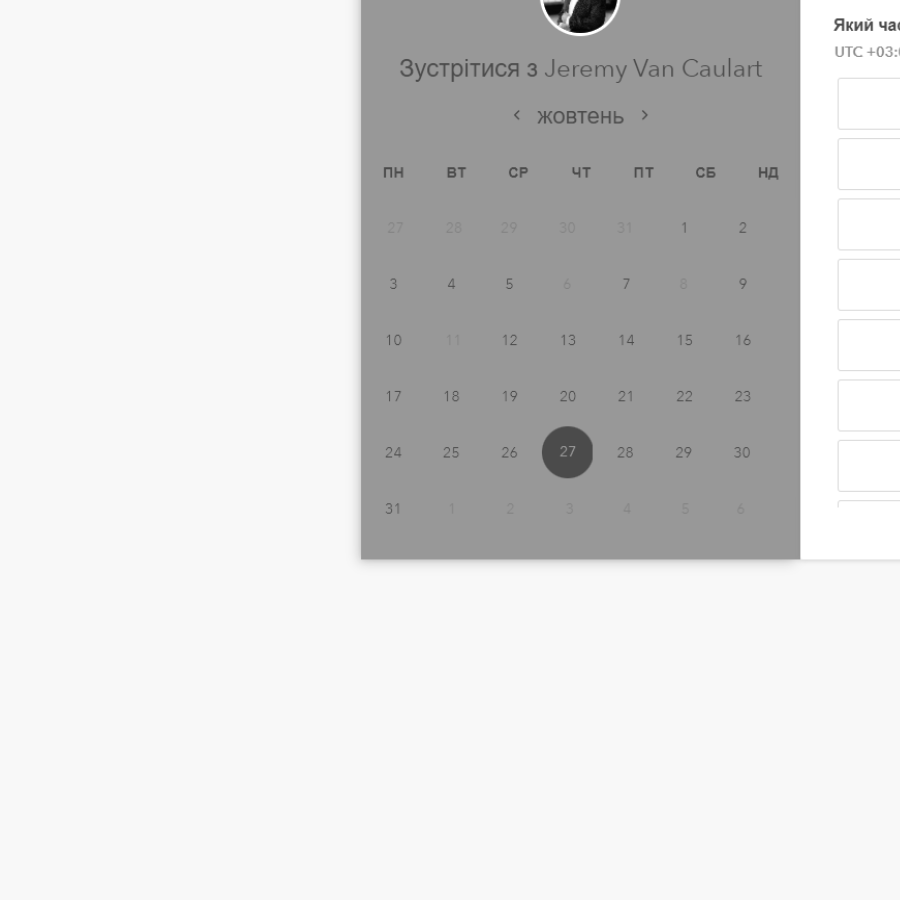 Зустрітися з Jeremy Van Caulart
жовтень
ПН ВТ СР ЧТ ПТ СБ НД
27 28 29 30 31 1 2
3 4 5 6 7 8 9
10 11 12 13 14 15 16
17 18 19 20 21 22 23
24 25 26 27 28 29 30
31 1 2 3 4 5 6
Який
UTC +03: